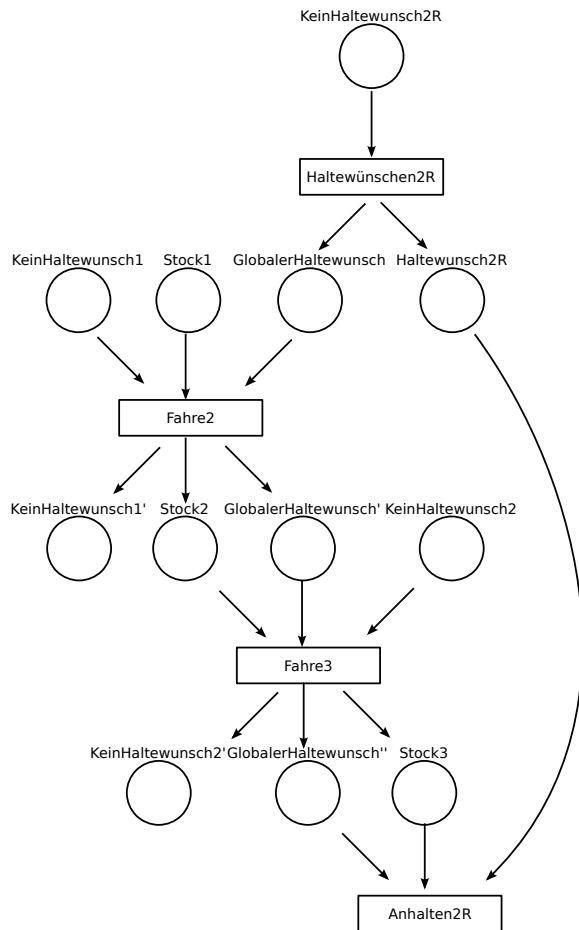 KeinHaltewunsch2R
Haltewünschen2R
KeinHaltewunsch1 Stock1 GlobalerHaltewunsch Haltewunsch2R
Fahre2
KeinHaltewunsch1' Stock2 GlobalerHaltewunsch' KeinHaltewunsch2
Fahre3
KeinHaltewunsch2' GlobalerHaltewunsch'' Stock3
Anhalten2R